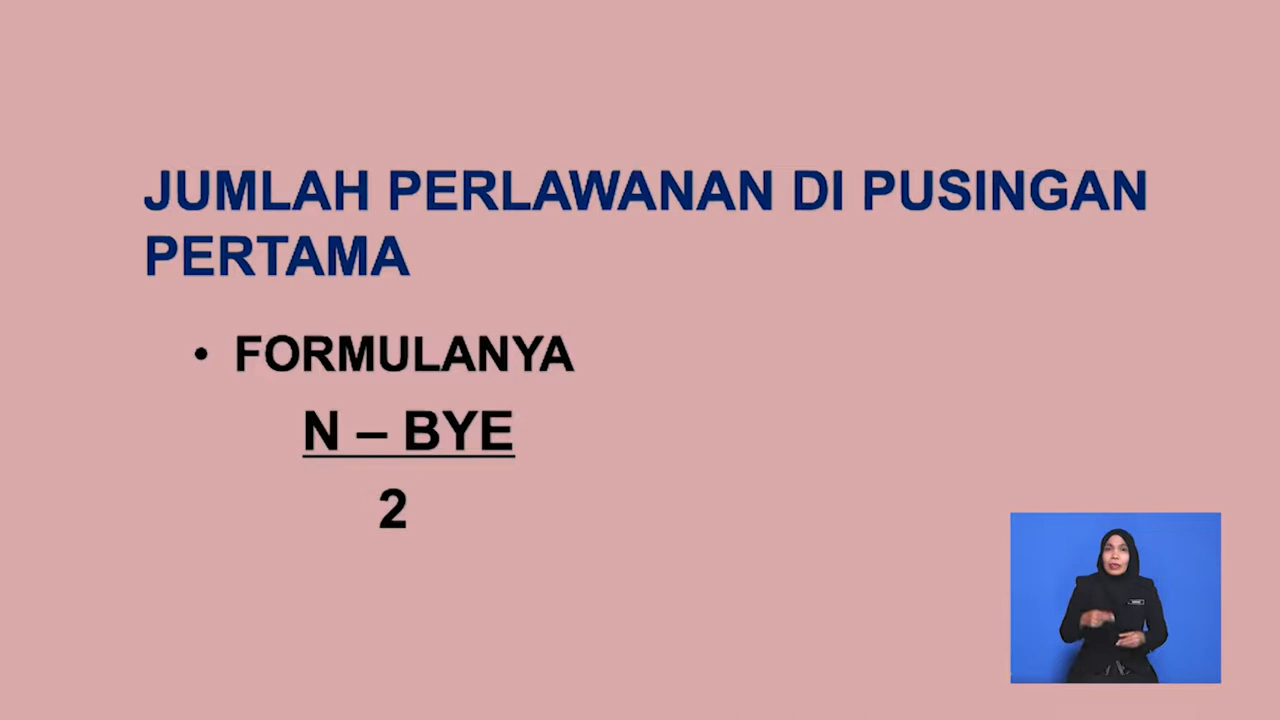 JUMLAH PERLAWANAN DI PUSINGAN
PERTAMA
• FORMULANYA
N – BYE
2